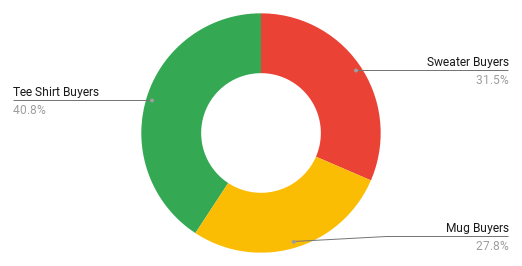 Sweater Buyers
31.5%
Tee Shirt Buyers
40.8%
Mug Buyers
27.8%